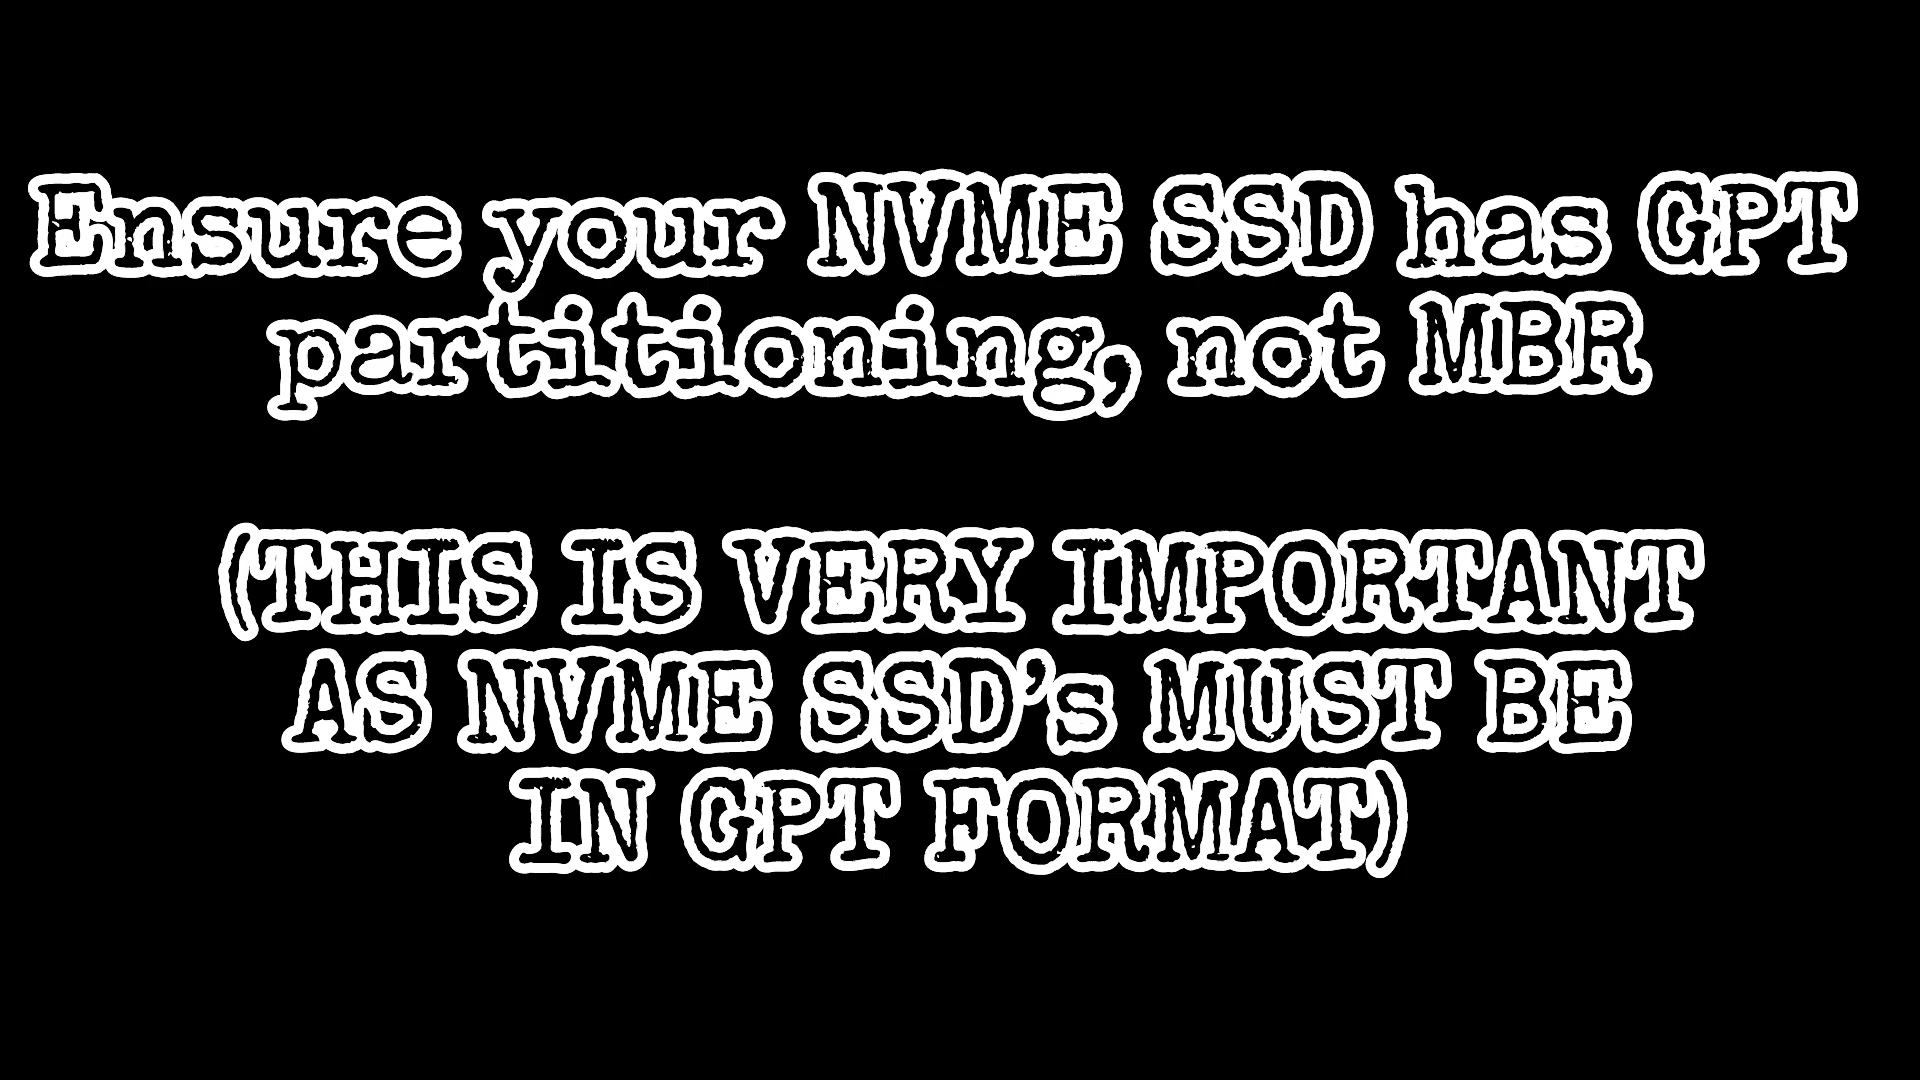 Ensure your NVME SSD has GPT
partitioning, not MBR
(THIS IS VERY IMPORTANT
AS NVME SSD's MUST BE
IN GPT FORMAT)